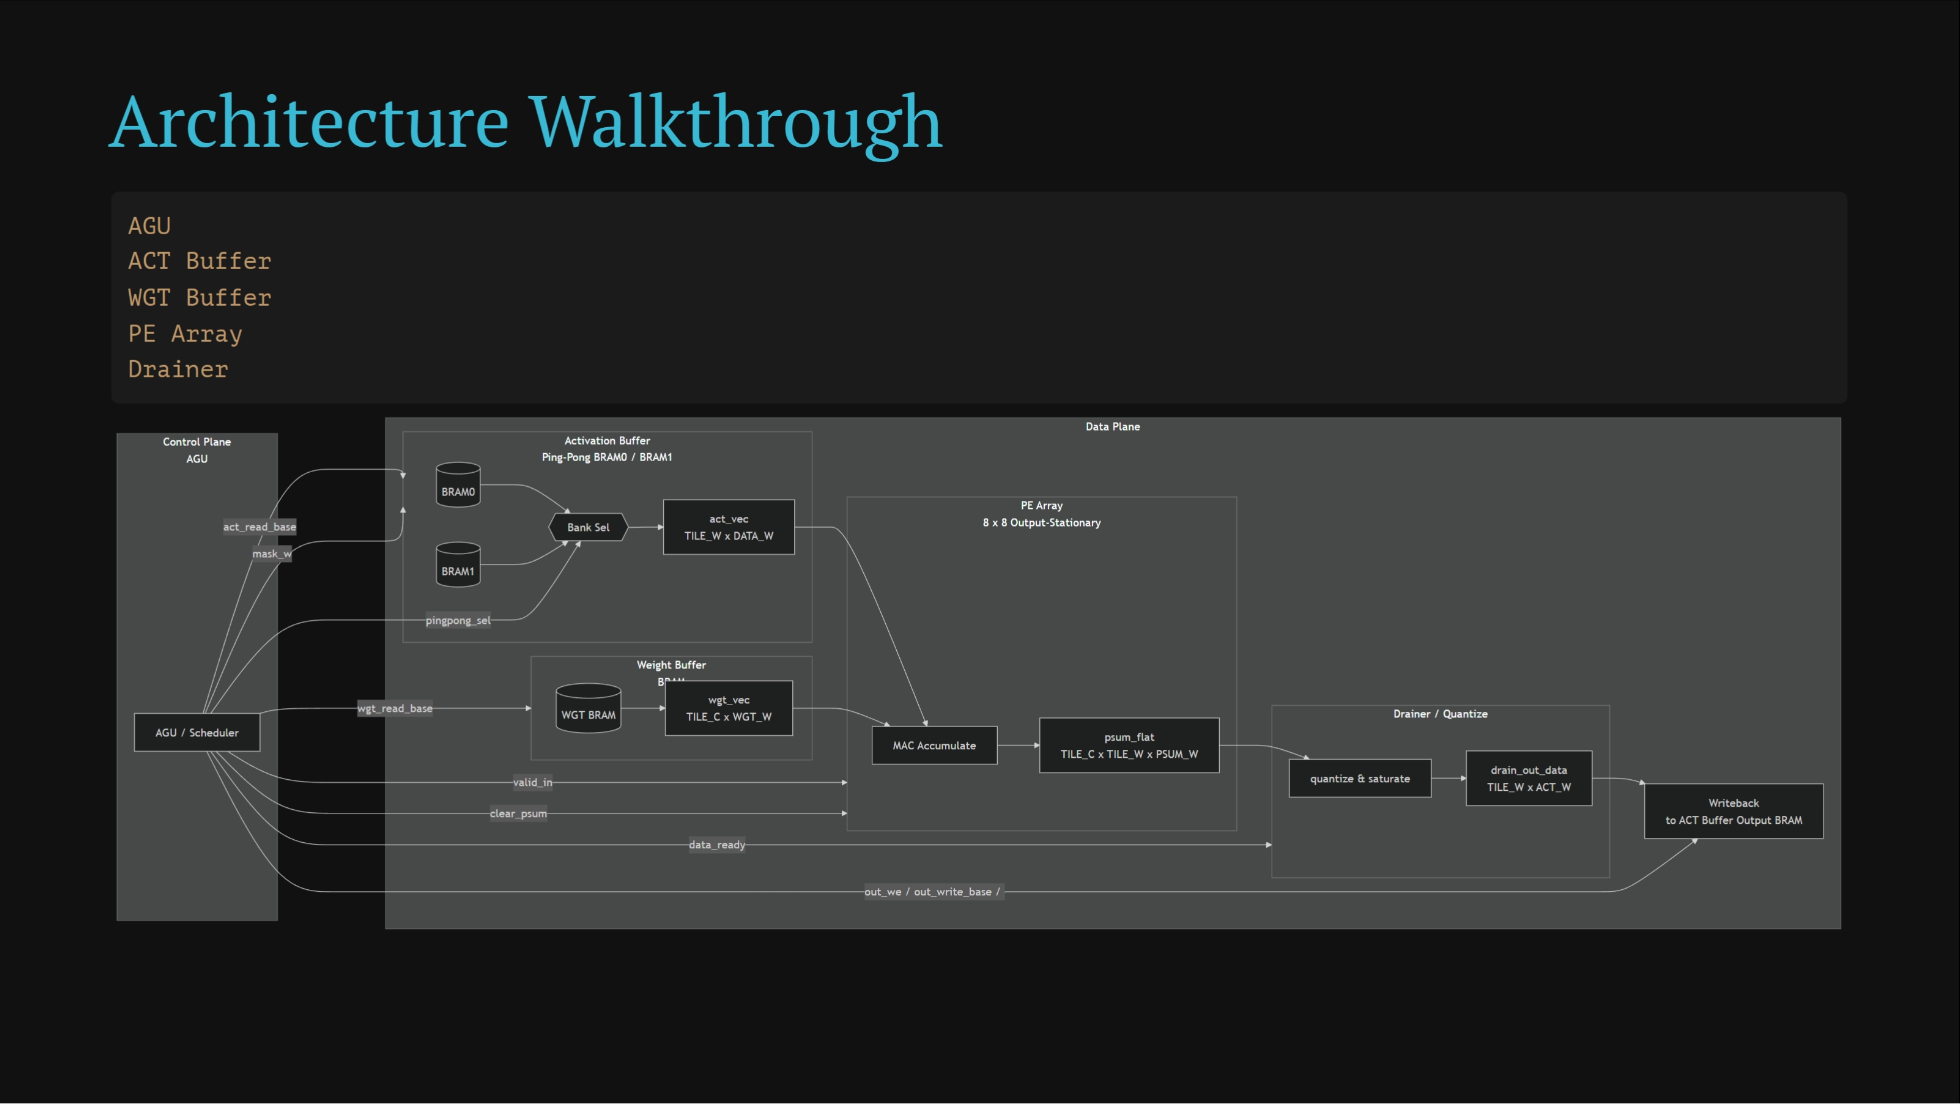 Architecture Walkthrough
AGU
ACT Buffer
WGT Buffer
PE Array
Drainer
Control Plane
AGU
act_read_base
mask_w
AGU / Scheduler
Data Plane
Activation Buffer
Ping-Pong BRAM0 / BRAM1
BRAM0
BRAM1
Bank Sel
act_vec
TILE_W x DATA_W
pingpong_sel
wgt_read_base
Weight Buffer
WGT BRAM
wgt_vec
TILE_C x WGT_W
PE Array
8 x 8 Output-Stationary
MAC Accumulate
psum_flat
TILE_C x TILE_W x PSUM_W
valid_in
clear_psum
data_ready
out_we / out_write_base /
Drainer / Quantize
quantize & saturate
drain_out_data
TILE_W x ACT_W
Writeback
to ACT Buffer Output BRAM